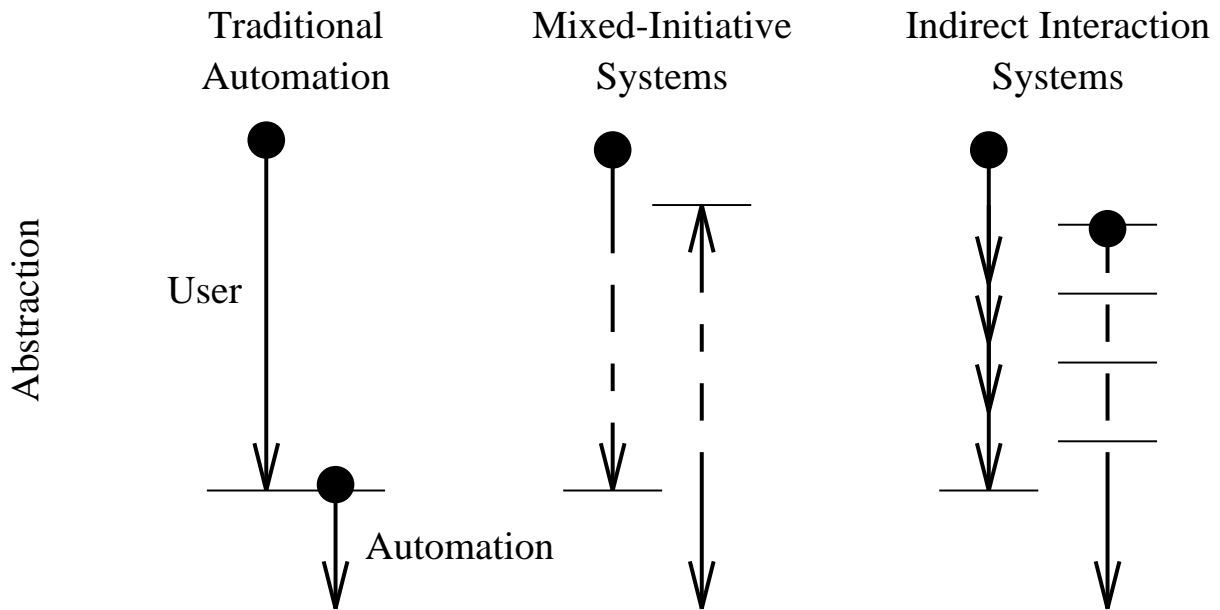 Traditional
Automation
Mixed-Initiative
Systems
Indirect Interaction
Systems
Abstraction
User
Automation